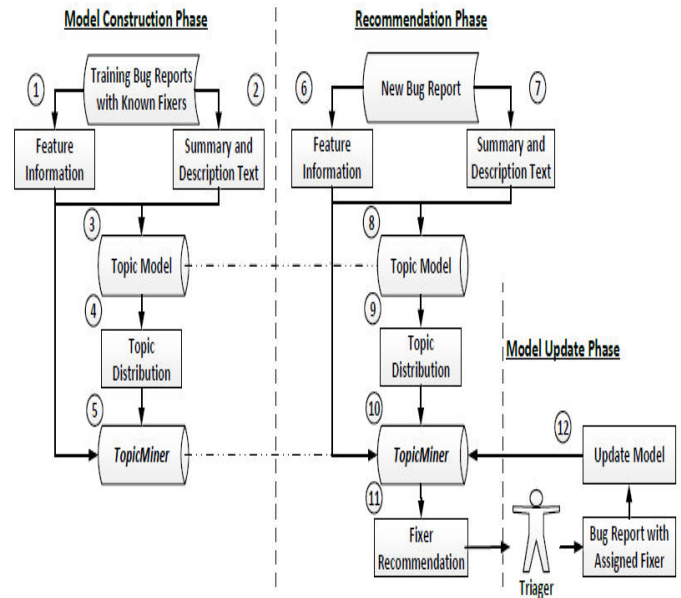 Model Construction Phase
Training Bug Reports
with Known Fixers
1
2
Feature
Information
Summary and
Description Text
3
Topic Model
4
Topic
Distribution
5
TopicMiner
Recommendation Phase
New Bug Report
6
7
Feature
Information
Summary and
Description Text
8
Topic Model
9
Topic
Distribution
10
TopicMiner
11
Fixer
Recommendation
Model Update Phase
12
Update Model
Bug Report with
Assigned Fixer
Triager